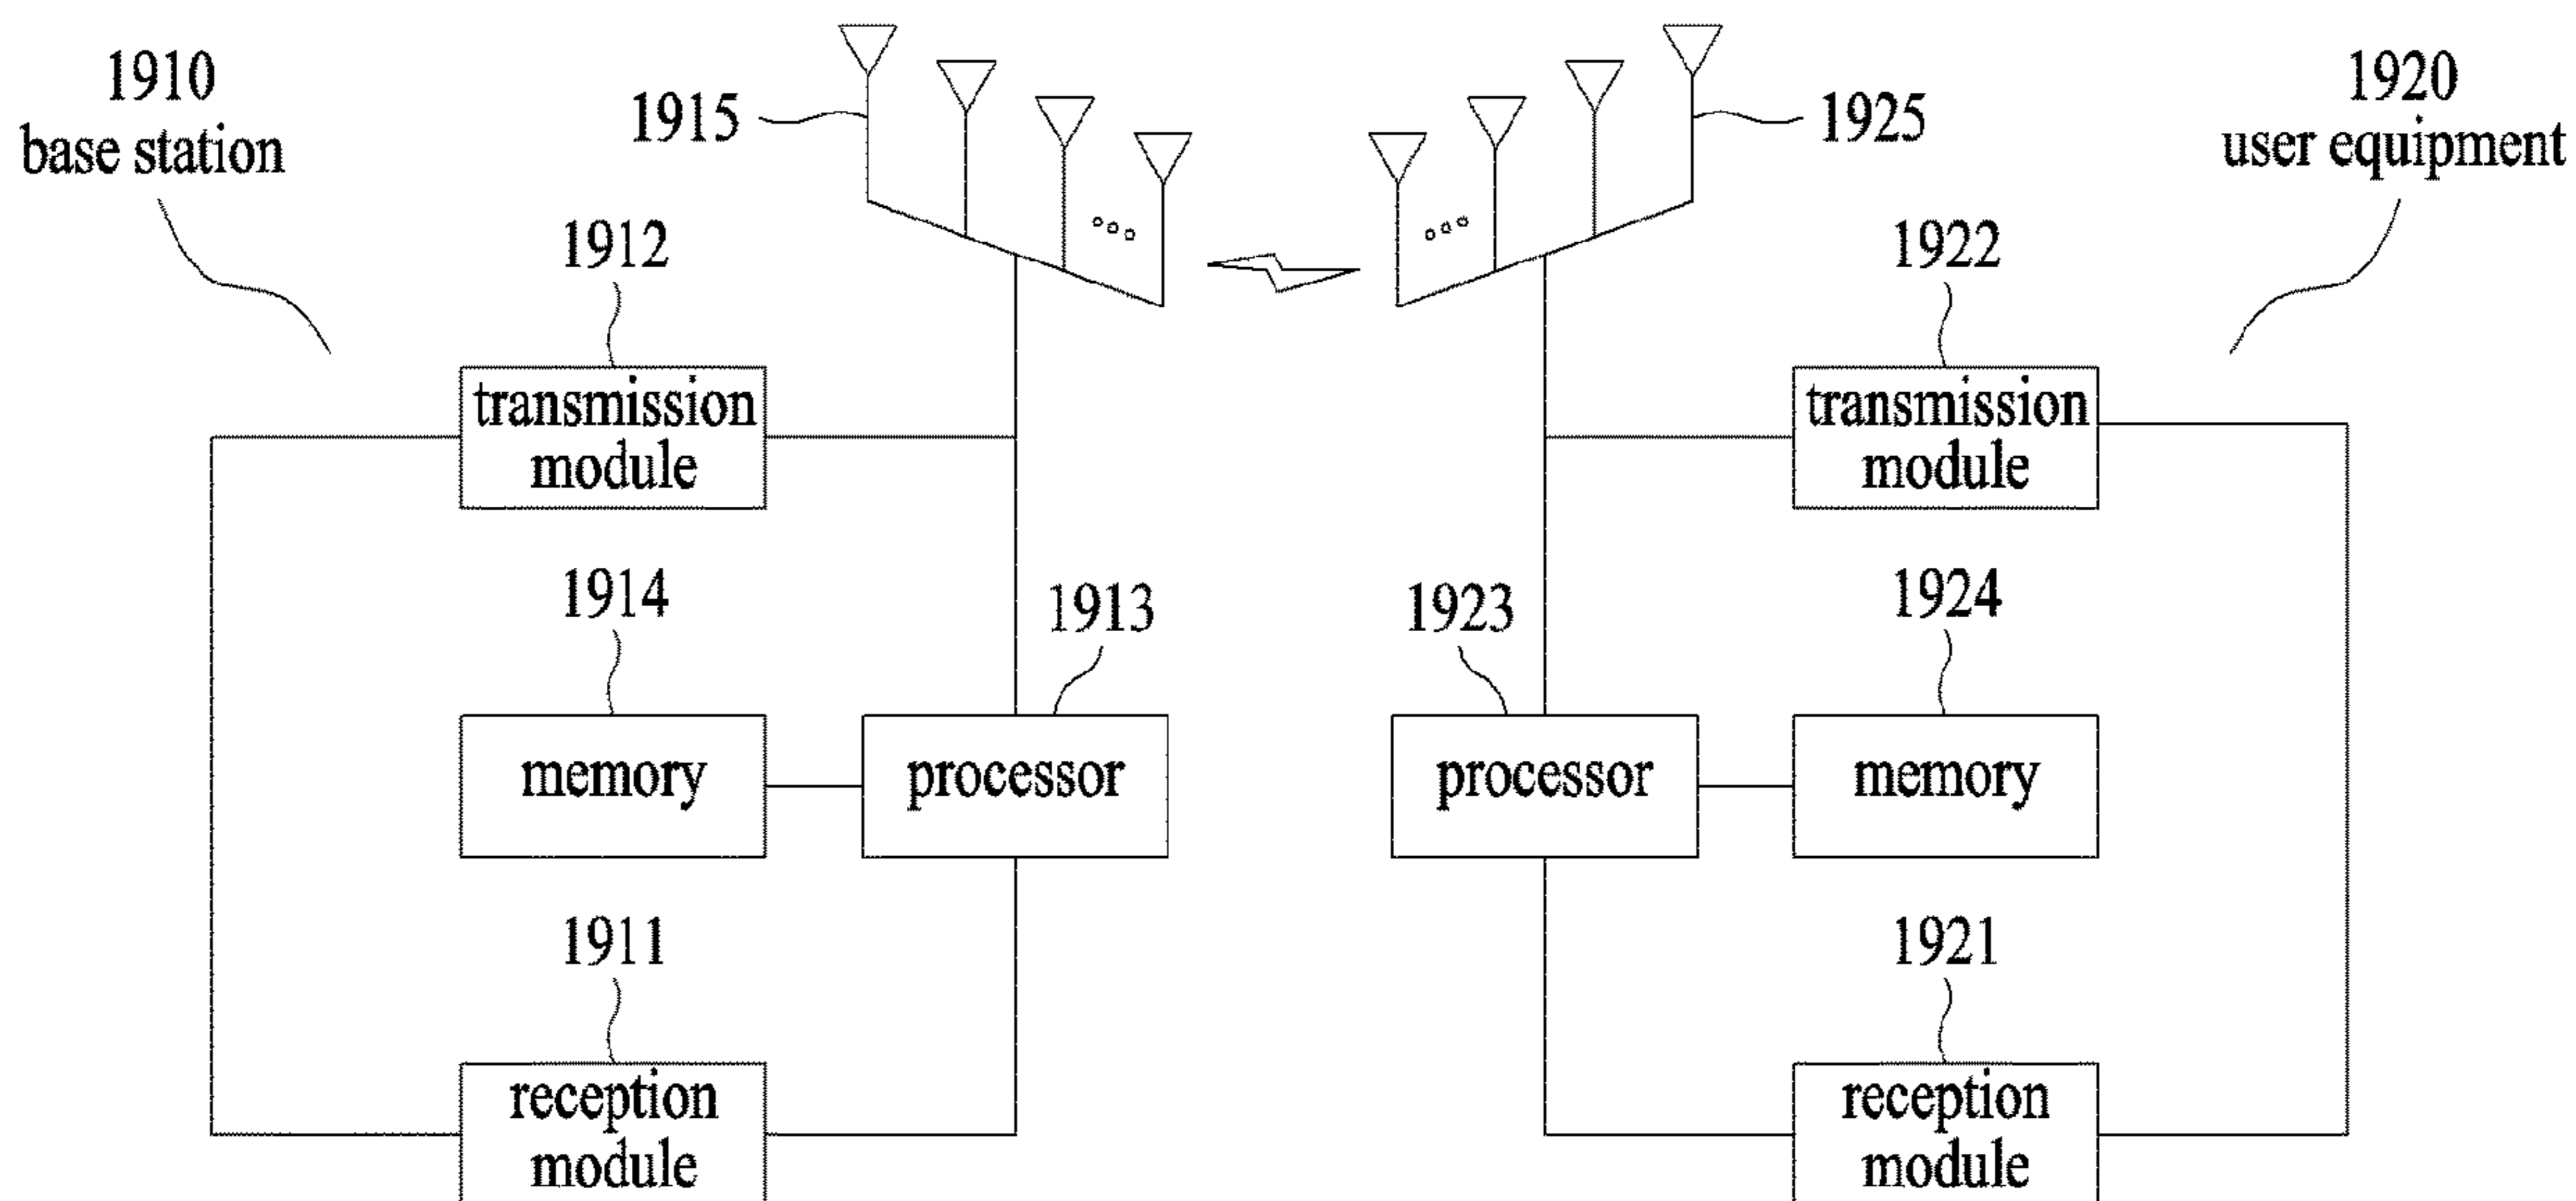 1910
base station
1915
1925
1920
user equipment
1912
transmission
module
1922
transmission
module
1914
memory
1913
processor
1923
processor
1924
memory
1911
reception
module
1921
reception
module